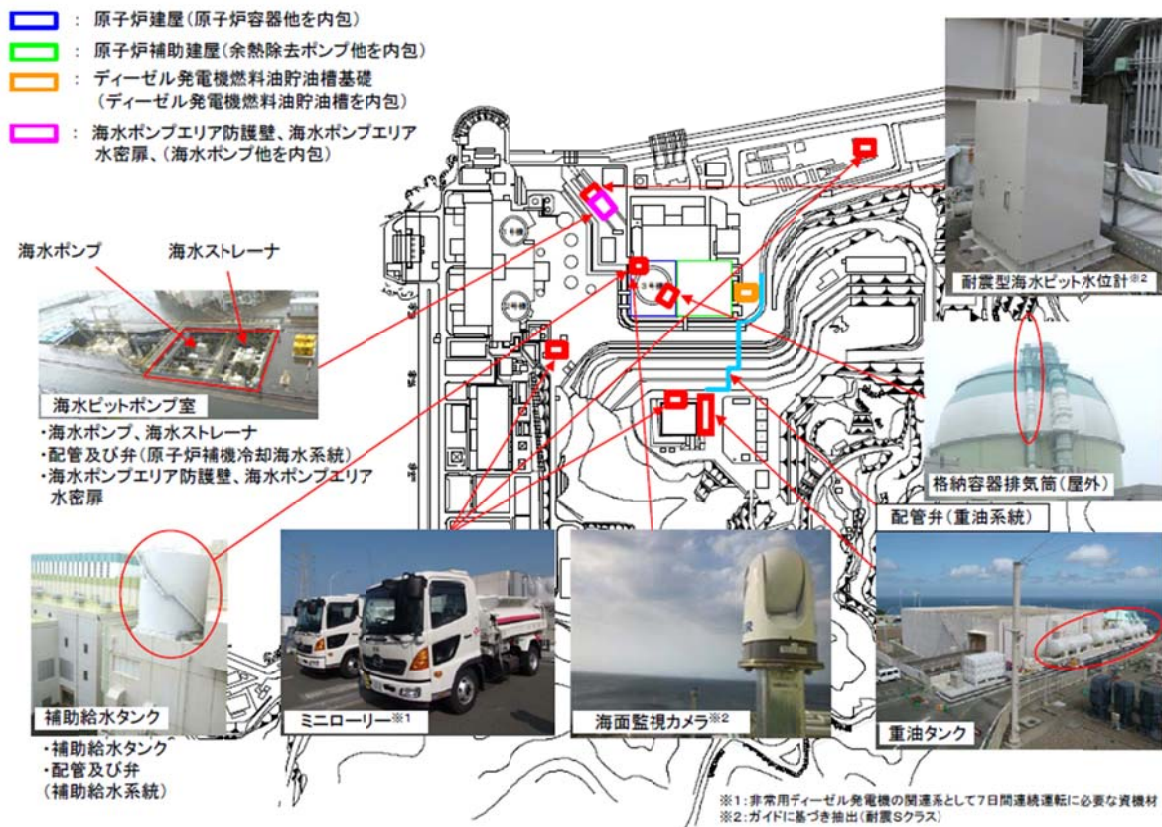 ： 原子炉建屋(原子炉容器他を内包)
： 原子炉補助建屋(余熱除去ポンプ他を内包)
： ディーゼル発電機燃料油貯油槽基礎
(ディーゼル発電機燃料油貯油槽を内包)
： 海水ポンプエリア防護壁、海水ポンプエリア
水密扉、(海水ポンプ他を内包)
耐震型海水ピット水位計※2
海水ポンプ
海水ストレーナ
海水ピットポンプ室
・海水ポンプ、海水ストレーナ
・配管及び弁(原子炉補機冷却海水系統)
・海水ポンプエリア防護壁、海水ポンプエリア
水密扉
格納容器排気筒(屋外)
配管弁(重油系統)
補助給水タンク
・補助給水タンク
・配管及び弁
(補助給水系統)
ミニローリー※1
海面監視カメラ※2
重油タンク
※1：非常用ディーゼル発電機の関連系として7日間連続運転に必要な資機材
※2：ガイドに基づき抽出(耐震Sクラス)